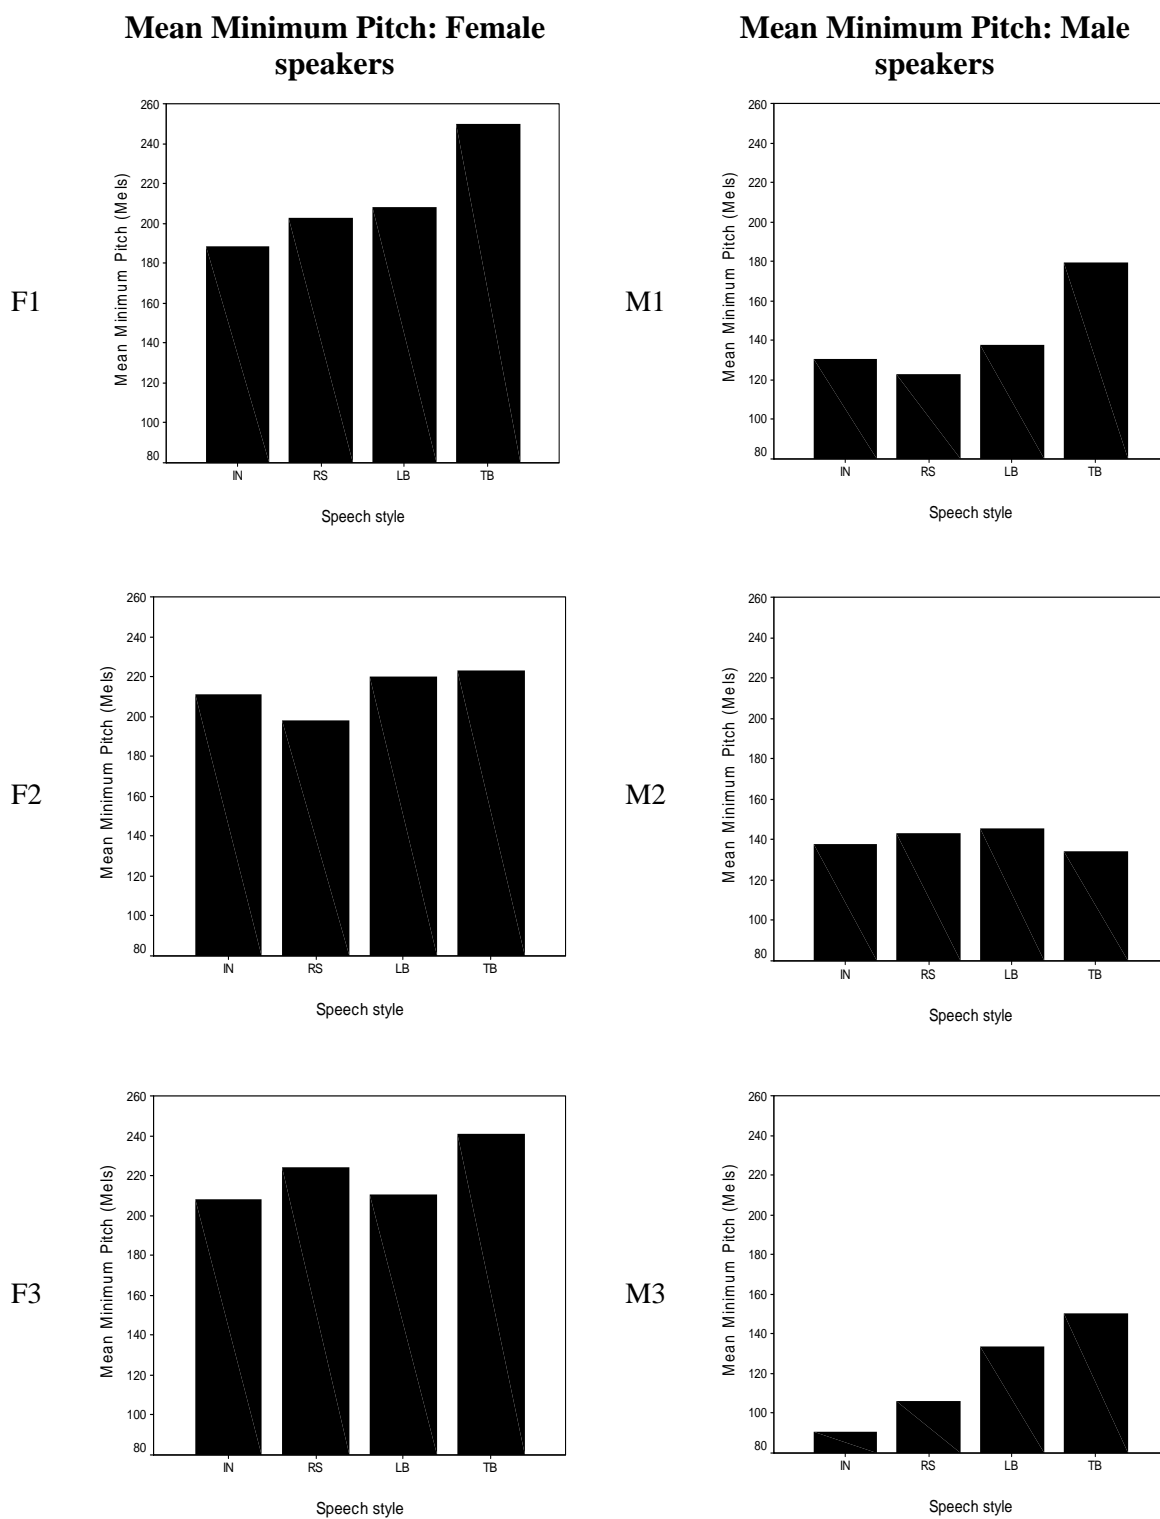 Mean Minimum Pitch: Female
speakers
Mean Minimum Pitch: Male
speakers
F1
Mean Minimum Pitch (Mels)
260
240
220
200
180
160
140
120
100
80
IN RS LB TB
Speech style
M1
Mean Minimum Pitch (Mels)
260
240
220
200
180
160
140
120
100
80
IN RS LB TB
Speech style
F2
Mean Minimum Pitch (Mels)
260
240
220
200
180
160
140
120
100
80
IN RS LB TB
Speech style
M2
Mean Minimum Pitch (Mels)
260
240
220
200
180
160
140
120
100
80
IN RS LB TB
Speech style
F3
Mean Minimum Pitch (Mels)
260
240
220
200
180
160
140
120
100
80
IN RS LB TB
Speech style
M3
Mean Minimum Pitch (Mels)
260
240
220
200
180
160
140
120
100
80
IN RS LB TB
Speech style